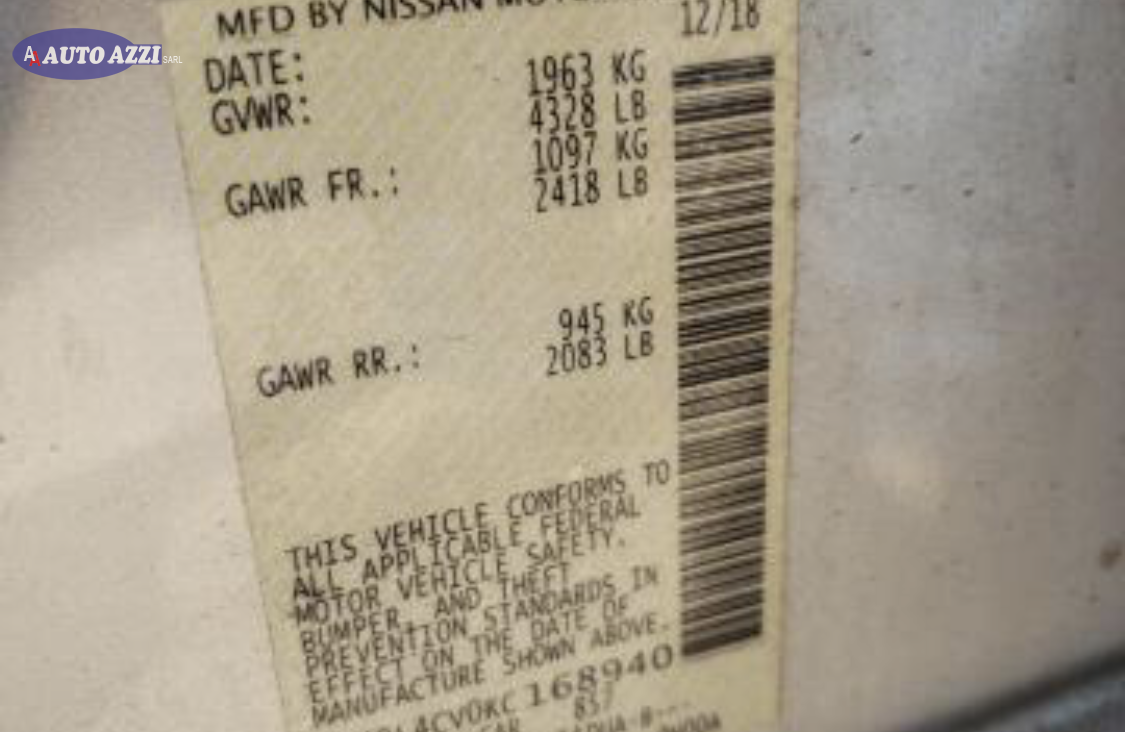 AUTO AZZI SARL
MFD BY NISSAN
DATE: 12/18
GVWR: 1963 KG
4328 LB
GAWR FR.: 1097 KG
2418 LB
GAWR RR.: 945 KG
2083 LB
THIS VEHICLE CONFORMS TO
ALL APPLICABLE FEDERAL
MOTOR VEHICLE SAFETY.
BUMPER, AND THEFT
PREVENTION STANDARDS IN
EFFECT ON THE DATE OF
MANUFACTURE SHOWN ABOVE.
4CV0KC168940